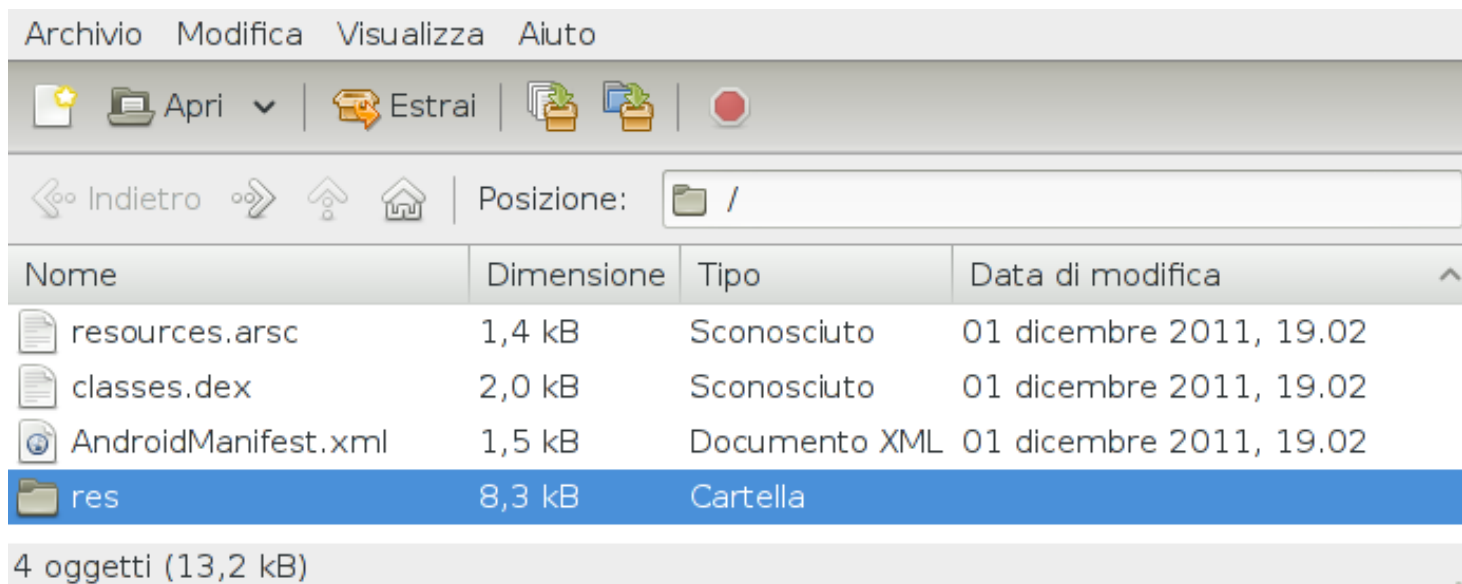 Archivio Modifica Visualizza Aiuto
Apri Estrai
Indietro Posizione: /
Nome Dimensione Tipo Data di modifica
resources.arsc 1,4 kB Sconosciuto 01 dicembre 2011, 19.02
classes.dex 2,0 kB Sconosciuto 01 dicembre 2011, 19.02
AndroidManifest.xml 1,5 kB Documento XML 01 dicembre 2011, 19.02
res 8,3 kB Cartella
4 oggetti (13,2 kB)